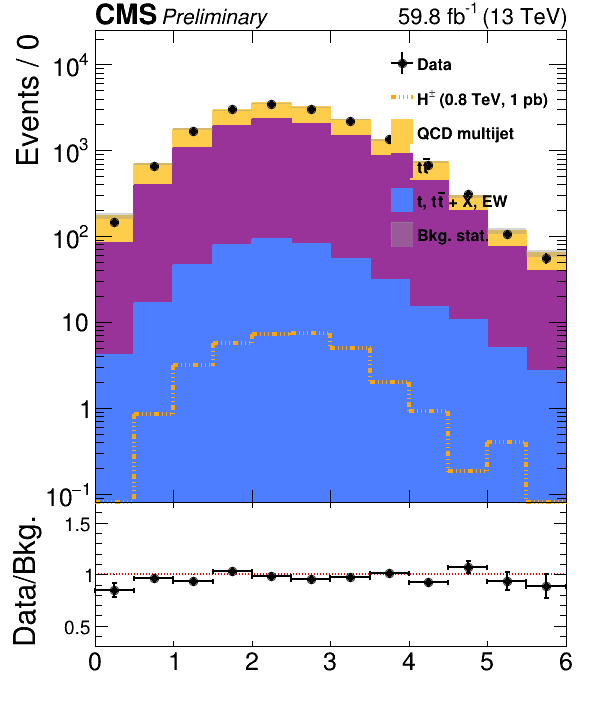 CMS Preliminary 59.8 fb⁻¹ (13 TeV)
Events / 0
10⁴
10³
10²
10
1
10⁻¹
Data
H± (0.8 TeV, 1 pb)
QCD multijet
tt̄
t, tt̄ + X, EW
Bkg. stat.
Data/Bkg.
1.5
1
0.5
0 1 2 3 4 5 6